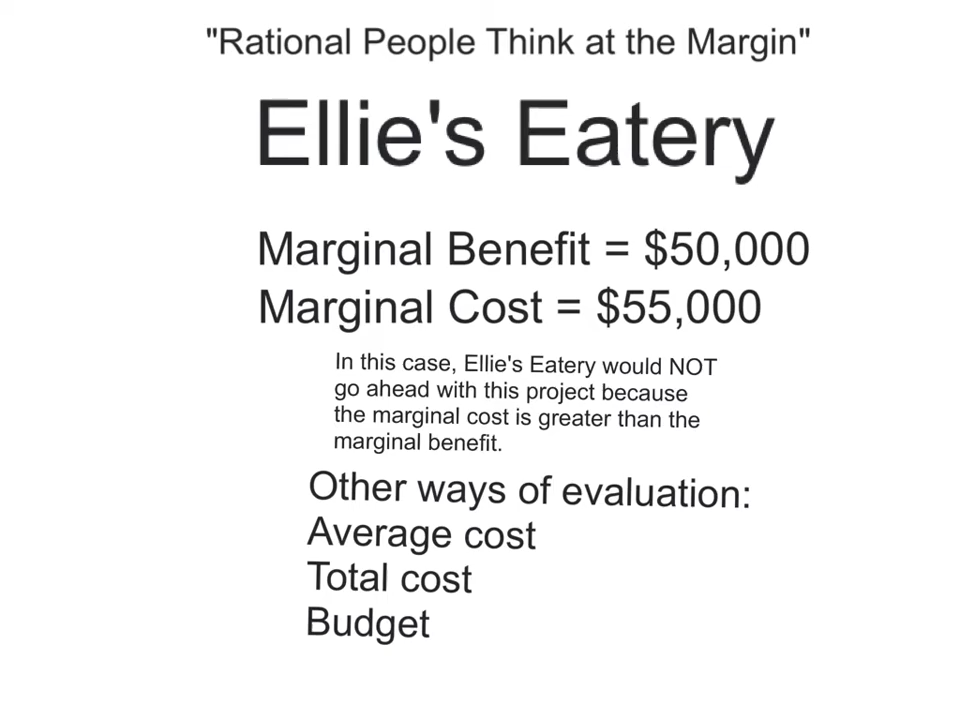 "Rational People Think at the Margin"
Ellie's Eatery
Marginal Benefit = $50,000
Marginal Cost = $55,000
In this case, Ellie's Eatery would NOT
go ahead with this project because
the marginal cost is greater than the
marginal benefit.
Other ways of evaluation:
Average cost
Total cost
Budget